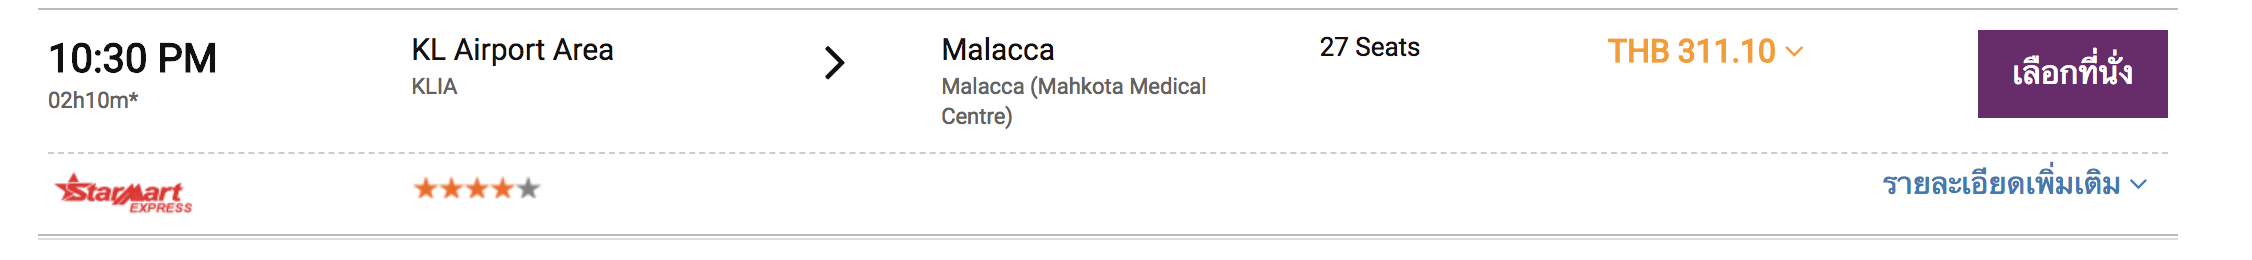 10:30 PM
02h10m*
KL Airport Area
KLIA
Malacca
Malacca (Mahkota Medical
Centre)
27 Seats
THB 311.10
เลือกที่นั่ง
StarMart
EXPRESS
รายละเอียดเพิ่มเติม